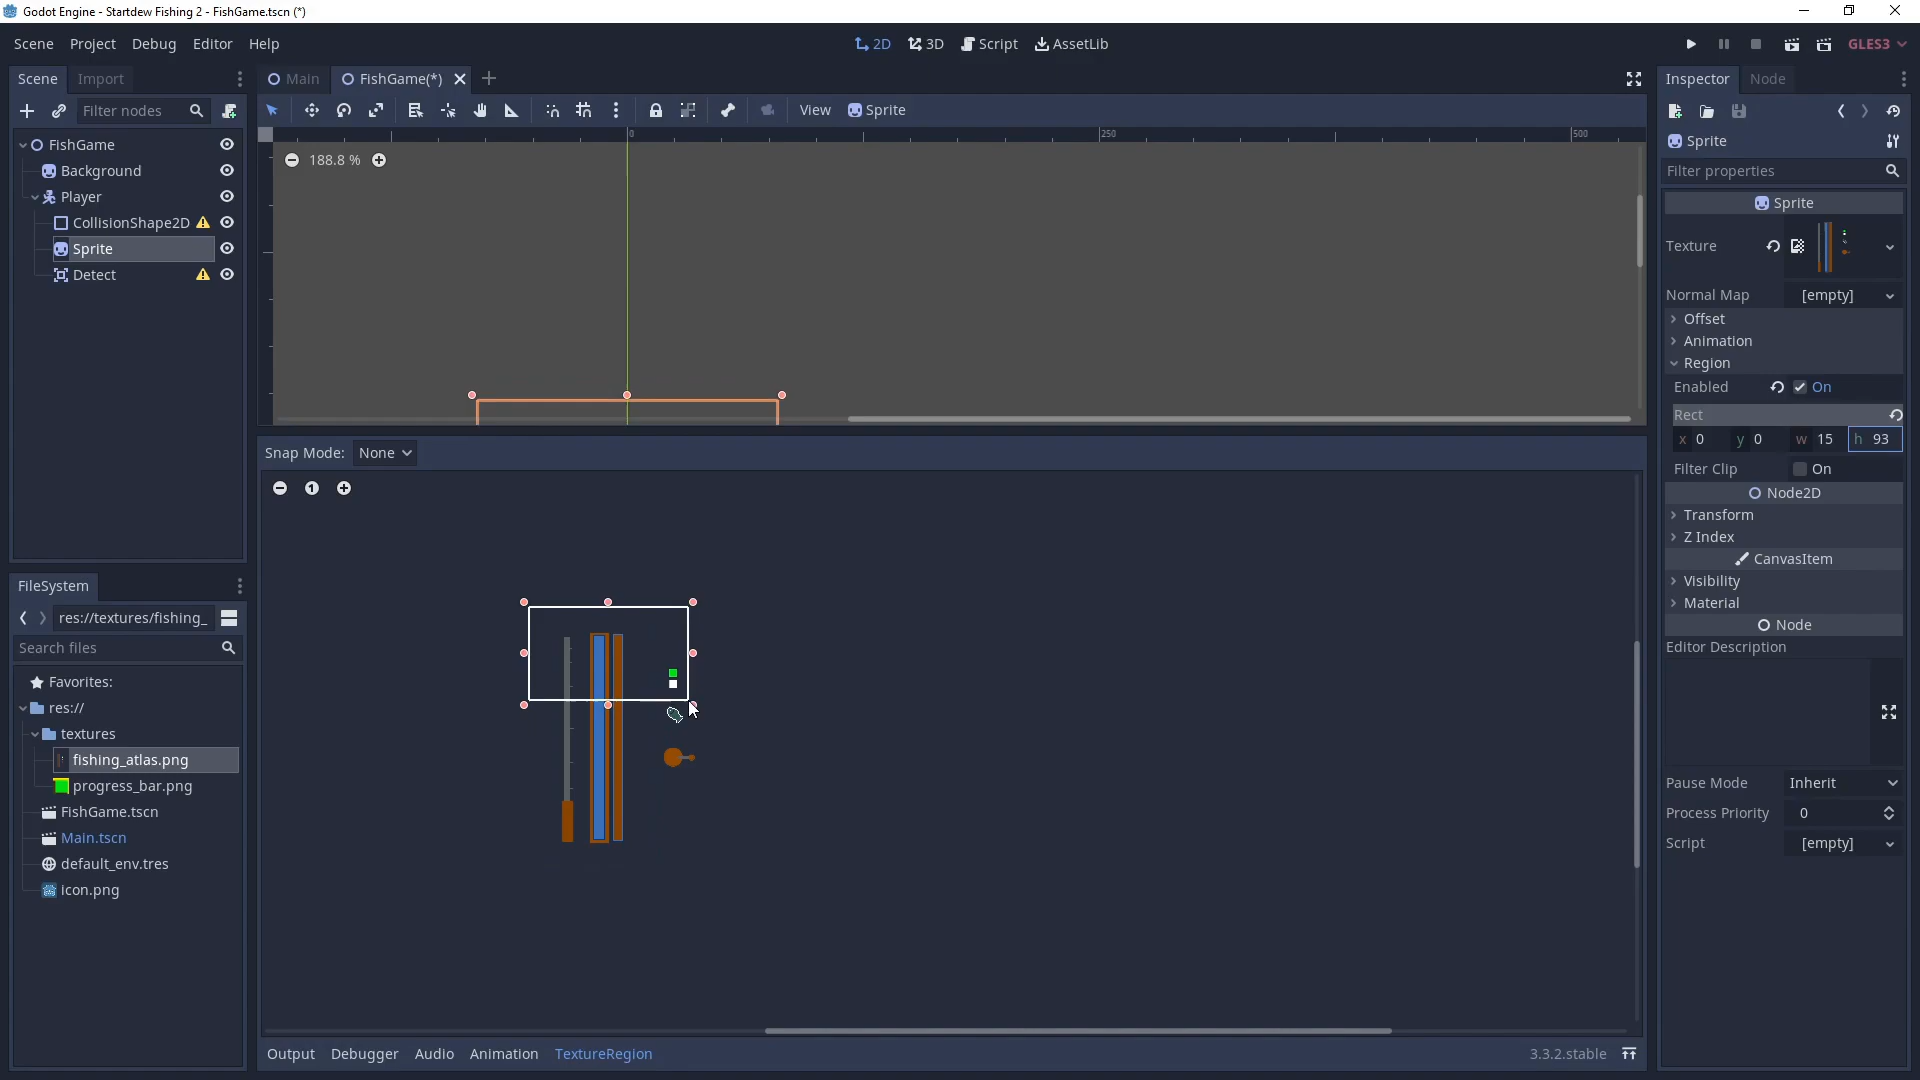 Godot Engine - Startdew Fishing 2 - FishGame.tscn (*)
Scene Project Debug Editor Help
2D 3D Script AssetLib
GLES3
Scene Import
Filter nodes
FishGame
Background
Player
CollisionShape2D
Sprite
Detect
Main FishGame(*)
View Sprite
0 250 500
188.8 %
Snap Mode: None
1
Output Debugger Audio Animation TextureRegion
3.3.2.stable
FileSystem
res://textures/fishing_
Search files
Favorites:
res://
textures
fishing_atlas.png
progress_bar.png
FishGame.tscn
Main.tscn
default_env.tres
icon.png
Inspector Node
Sprite
Filter properties
Sprite
Texture
Normal Map [empty]
Offset
Animation
Region
Enabled On
Rect
x 0 y 0 w 15 h 93
Filter Clip On
Node2D
Transform
Z Index
CanvasItem
Visibility
Material
Node
Editor Description
Pause Mode Inherit
Process Priority 0
Script [empty]